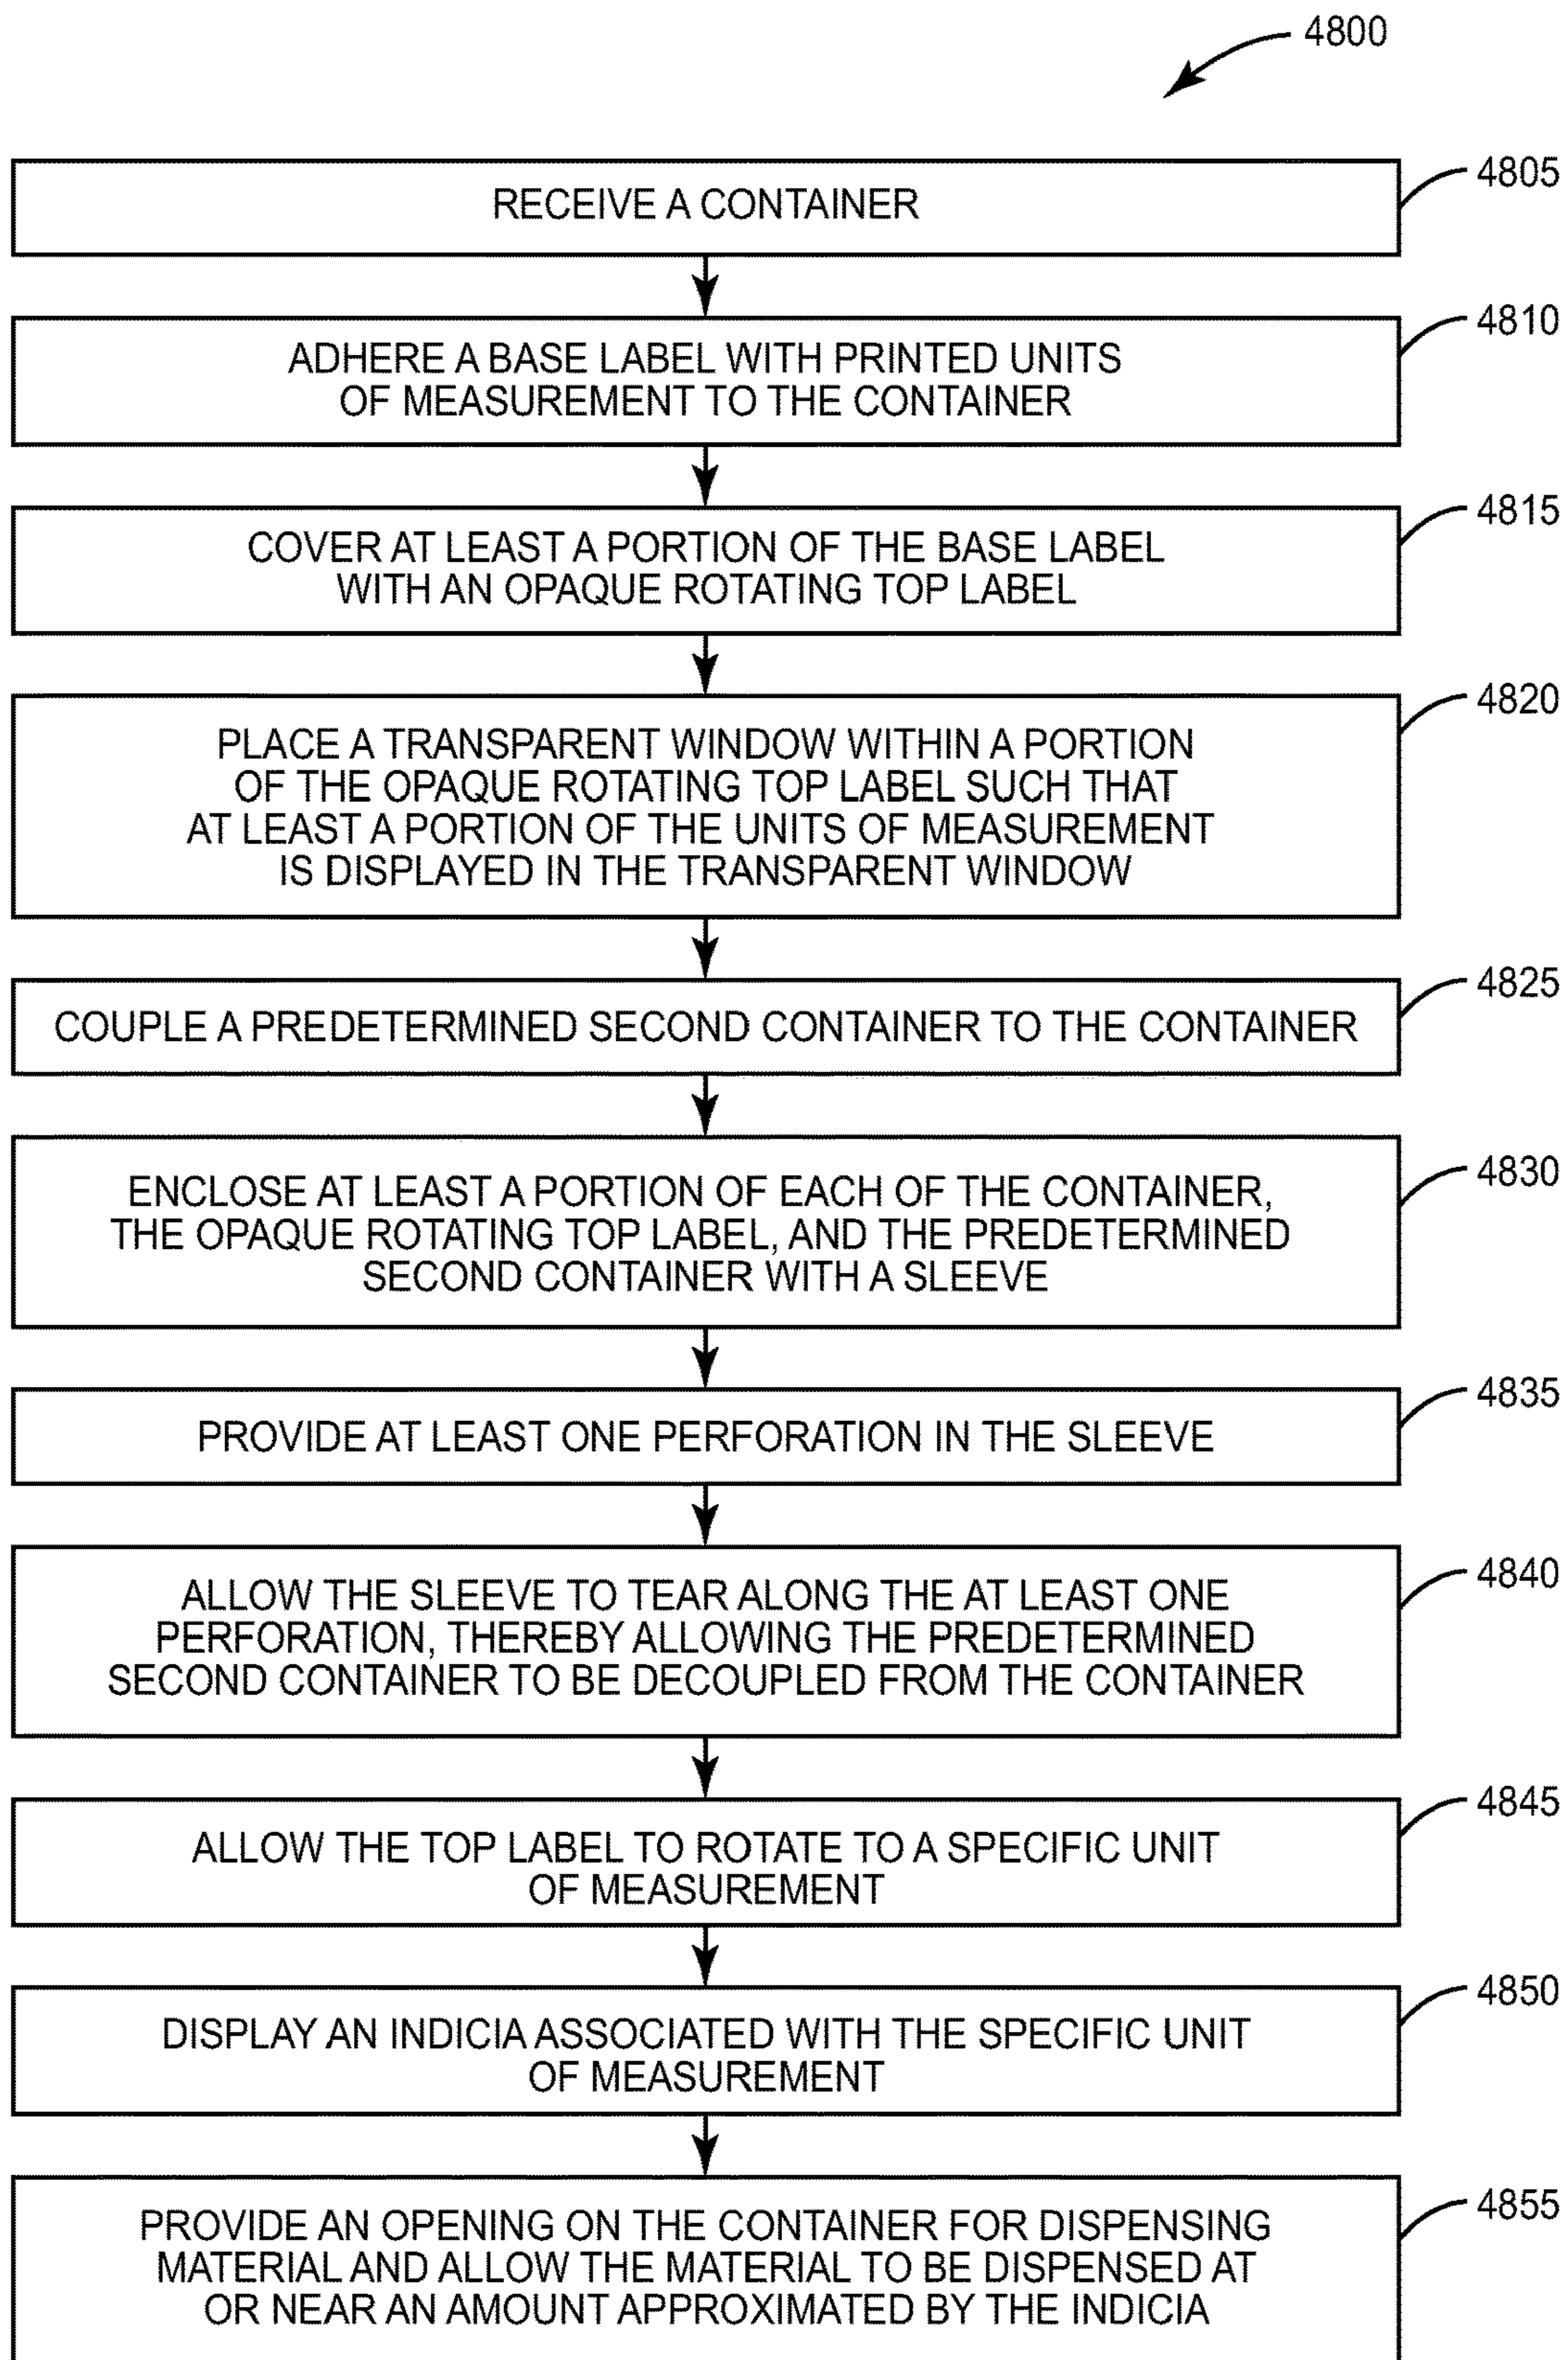 4800
4805
RECEIVE A CONTAINER
4810
ADHERE A BASE LABEL WITH PRINTED UNITS
OF MEASUREMENT TO THE CONTAINER
4815
COVER AT LEAST A PORTION OF THE BASE LABEL
WITH AN OPAQUE ROTATING TOP LABEL
4820
PLACE A TRANSPARENT WINDOW WITHIN A PORTION
OF THE OPAQUE ROTATING TOP LABEL SUCH THAT
AT LEAST A PORTION OF THE UNITS OF MEASUREMENT
IS DISPLAYED IN THE TRANSPARENT WINDOW
4825
COUPLE A PREDETERMINED SECOND CONTAINER TO THE CONTAINER
4830
ENCLOSE AT LEAST A PORTION OF EACH OF THE CONTAINER,
THE OPAQUE ROTATING TOP LABEL, AND THE PREDETERMINED
SECOND CONTAINER WITH A SLEEVE
4835
PROVIDE AT LEAST ONE PERFORATION IN THE SLEEVE
4840
ALLOW THE SLEEVE TO TEAR ALONG THE AT LEAST ONE
PERFORATION, THEREBY ALLOWING THE PREDETERMINED
SECOND CONTAINER TO BE DECOUPLED FROM THE CONTAINER
4845
ALLOW THE TOP LABEL TO ROTATE TO A SPECIFIC UNIT
OF MEASUREMENT
4850
DISPLAY AN INDICIA ASSOCIATED WITH THE SPECIFIC UNIT
OF MEASUREMENT
4855
PROVIDE AN OPENING ON THE CONTAINER FOR DISPENSING
MATERIAL AND ALLOW THE MATERIAL TO BE DISPENSED AT
OR NEAR AN AMOUNT APPROXIMATED BY THE INDICIA